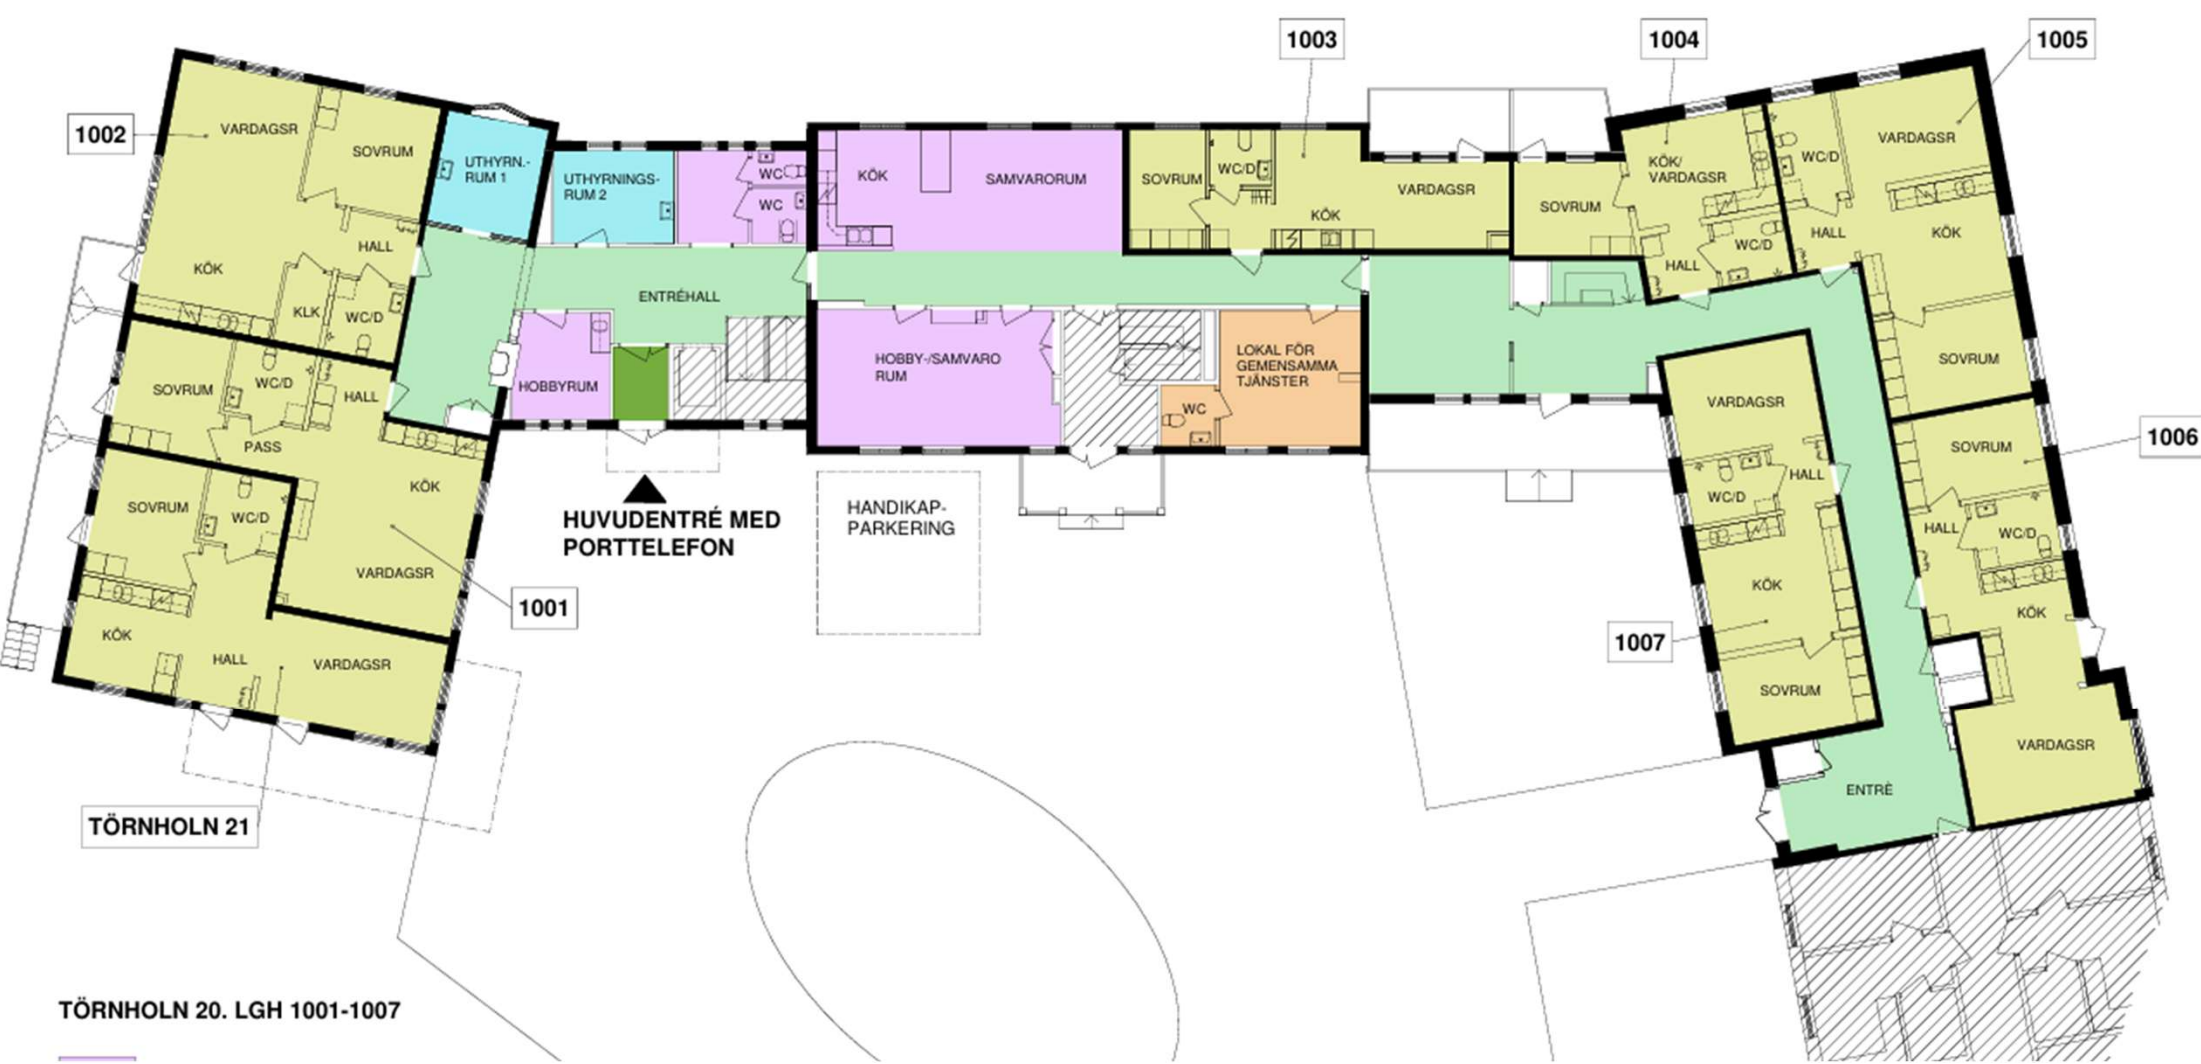 1003
1004
1005
1002
VARDAGSR
SOVRUM
HALL
KÖK
KLK
WC/D
UTHYRN.-
RUM 1
UTHYRNINGS-
RUM 2
WC
WC
ENTRÉHALL
HOBBYRUM
KÖK
SAMVARORUM
HOBBY-/SAMVARO
RUM
LOKAL FÖR
GEMENSAMMA
TJÄNSTER
WC
SOVRUM
WC/D
KÖK
VARDAGSR
SOVRUM
KÖK/
VARDAGSR
WC/D
HALL
WC/D
VARDAGSR
HALL
KÖK
SOVRUM
SOVRUM
WC/D
HALL
PASS
KÖK
VARDAGSR
1001
SOVRUM
WC/D
KÖK
HALL
VARDAGSR
TÖRNHOLN 21
HUVUDENTRÉ MED
PORTTELEFON
HANDIKAP-
PARKERING
VARDAGSR
WC/D
HALL
KÖK
1007
SOVRUM
1006
SOVRUM
HALL
WC/D
KÖK
VARDAGSR
ENTRÈ
TÖRNHOLN 20. LGH 1001-1007